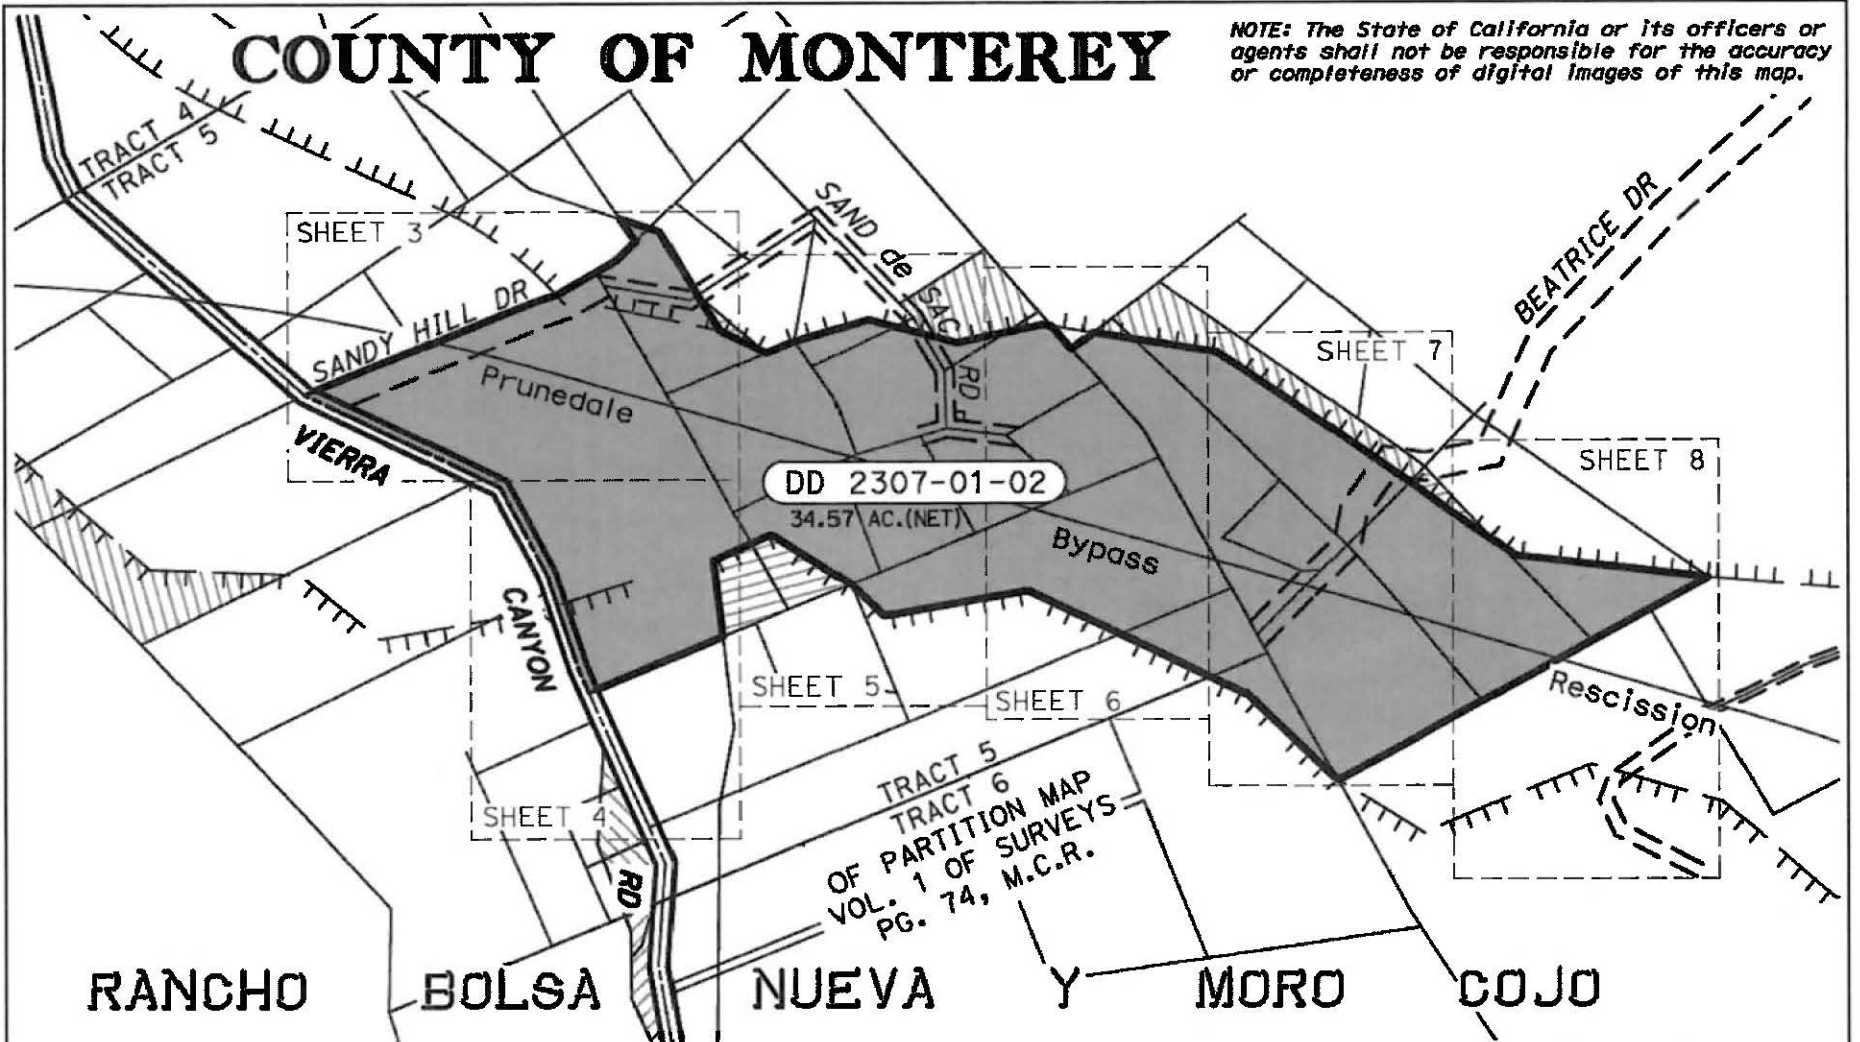 COUNTY OF MONTEREY
NOTE: The State of California or its officers or
agents shall not be responsible for the accuracy
or completeness of digital images of this map.
TRACT 4
TRACT 5
SHEET 3
SAND de SAC RD
BEATRICE DR
SANDY HILL DR
SHEET 7
Prunedale
VIERRA
SHEET 8
DD 2307-01-02
34.57 AC.(NET)
Bypass
CANYON
SHEET 5
SHEET 6
Rescission
TRACT 5
TRACT 6
OF PARTITION MAP
VOL. 1 OF SURVEYS
PG. 74, M.C.R.
SHEET 4
RD
RANCHO BOLSA NUEVA Y MORO COJO